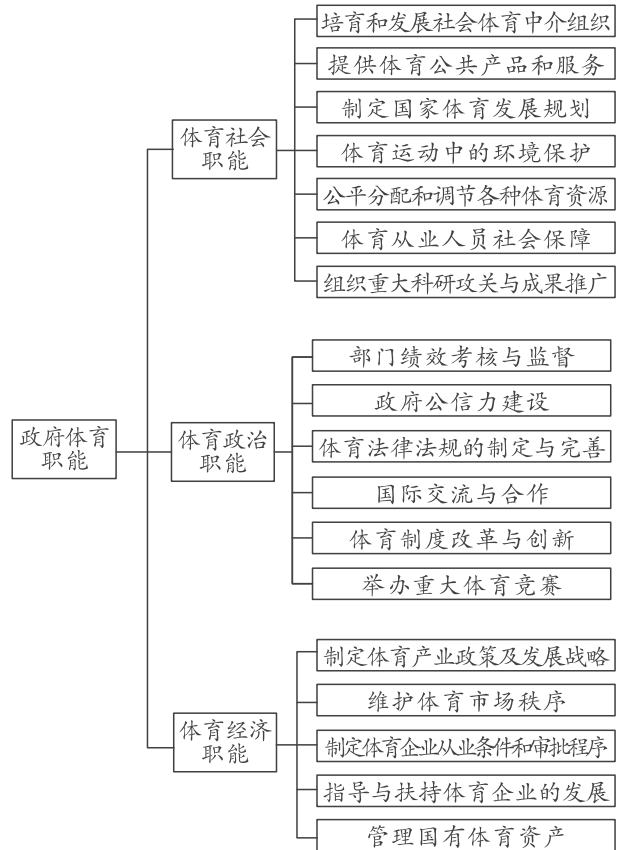 政府体育
职能
体育社会
职能
培育和发展社会体育中介组织
提供体育公共产品和服务
制定国家体育发展规划
体育运动中的环境保护
公平分配和调节各种体育资源
体育从业人员社会保障
组织重大科研攻关与成果推广
体育政治
职能
部门绩效考核与监督
政府公信力建设
体育法律法规的制定与完善
国际交流与合作
体育制度改革与创新
举办重大体育竞赛
体育经济
职能
制定体育产业政策及发展战略
维护体育市场秩序
制定体育企业从业条件和审批程序
指导与扶持体育企业的发展
管理国有体育资产